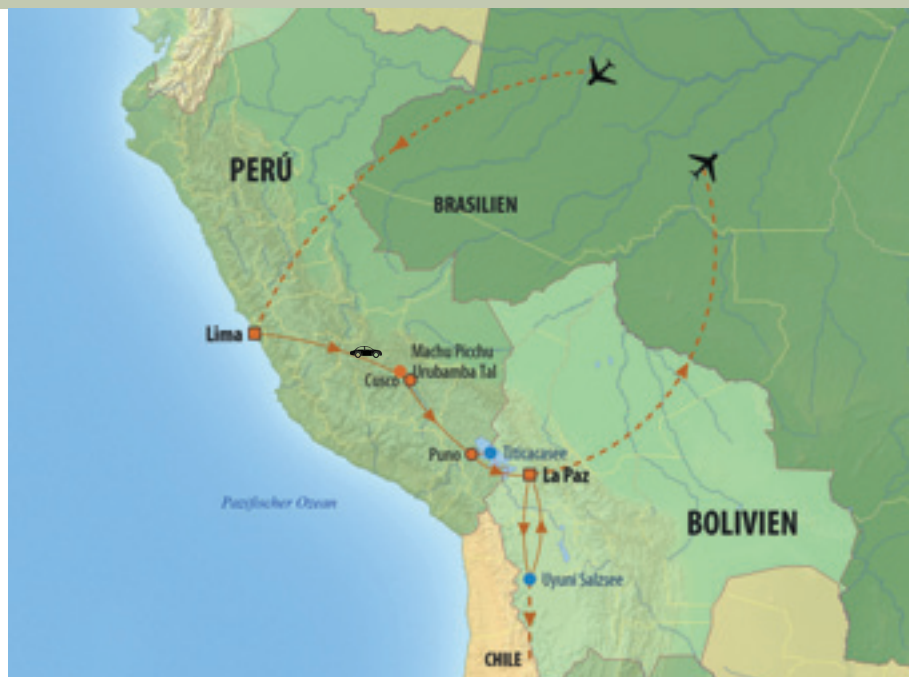 PERÚ
BRASILIEN
Lima
Machu Picchu
Urubamba Tal
Cusco
Puno
Titicacasee
La Paz
Pazifischer Ozean
BOLIVIEN
Uyuni Salzsee
CHILE